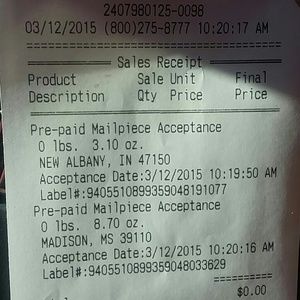 2407980125-0098
03/12/2015 (800)275-8777 10:20:17 AM
Sales Receipt
Product Sale Unit Final
Description Qty Price Price
Pre-paid Mailpiece Acceptance
0 lbs. 3.10 oz.
NEW ALBANY, IN 47150
Acceptance Date:3/12/2015 10:19:50 AM
Label#:9405510899359048191077
Pre-paid Mailpiece Acceptance
0 lbs. 8.70 oz.
MADISON, MS 39110
Acceptance Date:3/12/2015 10:20:16 AM
Label#:9405510899359048033629
==========
$0.00